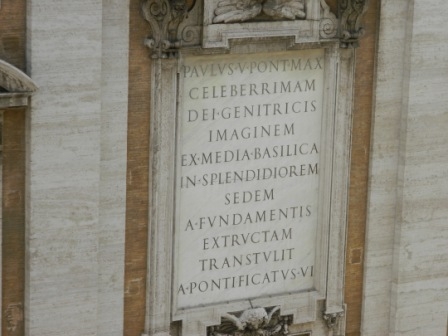 PAVLVS·V·PONT·MAX
CELEBERRIMAM
DEI·GENITRICIS
IMAGINEM
EX·MEDIA·BASILICA
IN·SPLENDIDIOREM
SEDEM
A·FVNDAMENTIS
EXTRVCTAM
TRANSTVLIT
A·PONTIFICATVS·VI